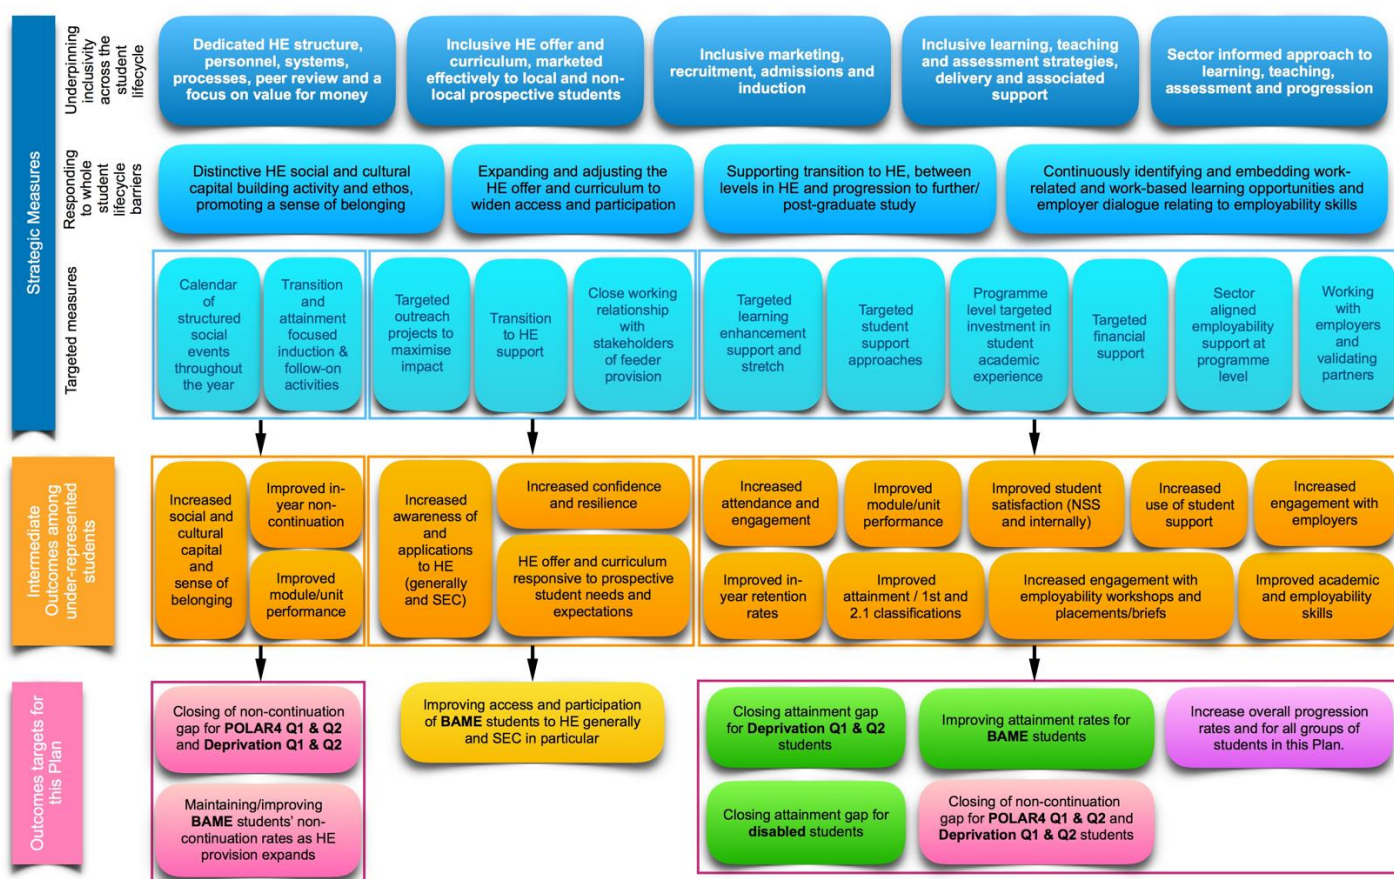 Strategic Measures
Underpinning
inclusivity
across the
student
lifecycle
Dedicated HE structure,
personnel, systems,
processes, peer review and a
focus on value for money
Inclusive HE offer and
curriculum, marketed
effectively to local and non-
local prospective students
Inclusive marketing,
recruitment, admissions and
induction
Inclusive learning, teaching
and assessment strategies,
delivery and associated
support
Sector informed approach to
learning, teaching,
assessment and progression
Responding
to whole
student
lifecycle
barriers
Distinctive HE social and cultural
capital building activity and ethos,
promoting a sense of belonging
Expanding and adjusting the
HE offer and curriculum to
widen access and participation
Supporting transition to HE, between
levels in HE and progression to further/
post-graduate study
Continuously identifying and embedding work-
related and work-based learning opportunities and
employer dialogue relating to employability skills
Targeted measures
Calendar
of
structured
social
events
throughout
the year
Transition
and
attainment
focused
induction &
follow-on
activities
Targeted
outreach
projects to
maximise
impact
Transition
to HE
support
Close working
relationship
with
stakeholders
of feeder
provision
Targeted
learning
enhancement
support and
stretch
Targeted
student
support
approaches
Programme
level targeted
investment in
student
academic
experience
Targeted
financial
support
Sector
aligned
employability
support at
programme
level
Working
with
employers
and
validating
partners
Intermediate
Outcomes among
under-represented
students
Increased
social and
cultural
capital
and
sense of
belonging
Improved in-
year non-
continuation
Improved
module/unit
performance
Increased
awareness of
and
applications
to HE
(generally
and SEC)
Increased confidence
and resilience
HE offer and curriculum
responsive to prospective
student needs and
expectations
Increased
attendance and
engagement
Improved
module/unit
performance
Improved student
satisfaction (NSS
and internally)
Increased
use of student
support
Increased
engagement with
employers
Improved in-
year retention
rates
Improved
attainment / 1st and
2.1 classifications
Increased engagement with
employability workshops and
placements/briefs
Improved academic
and employability
skills
Outcomes targets for
this Plan
Closing of non-continuation
gap for POLAR4 Q1 & Q2
and Deprivation Q1 & Q2
Maintaining/improving
BAME students' non-
continuation rates as HE
provision expands
Improving access and participation
of BAME students to HE generally
and SEC in particular
Closing attainment gap
for Deprivation Q1 & Q2
students
Improving attainment rates for
BAME students
Increase overall progression
rates and for all groups of
students in this Plan.
Closing attainment gap for
disabled students
Closing of non-continuation
gap for POLAR4 Q1 & Q2 and
Deprivation Q1 & Q2 students